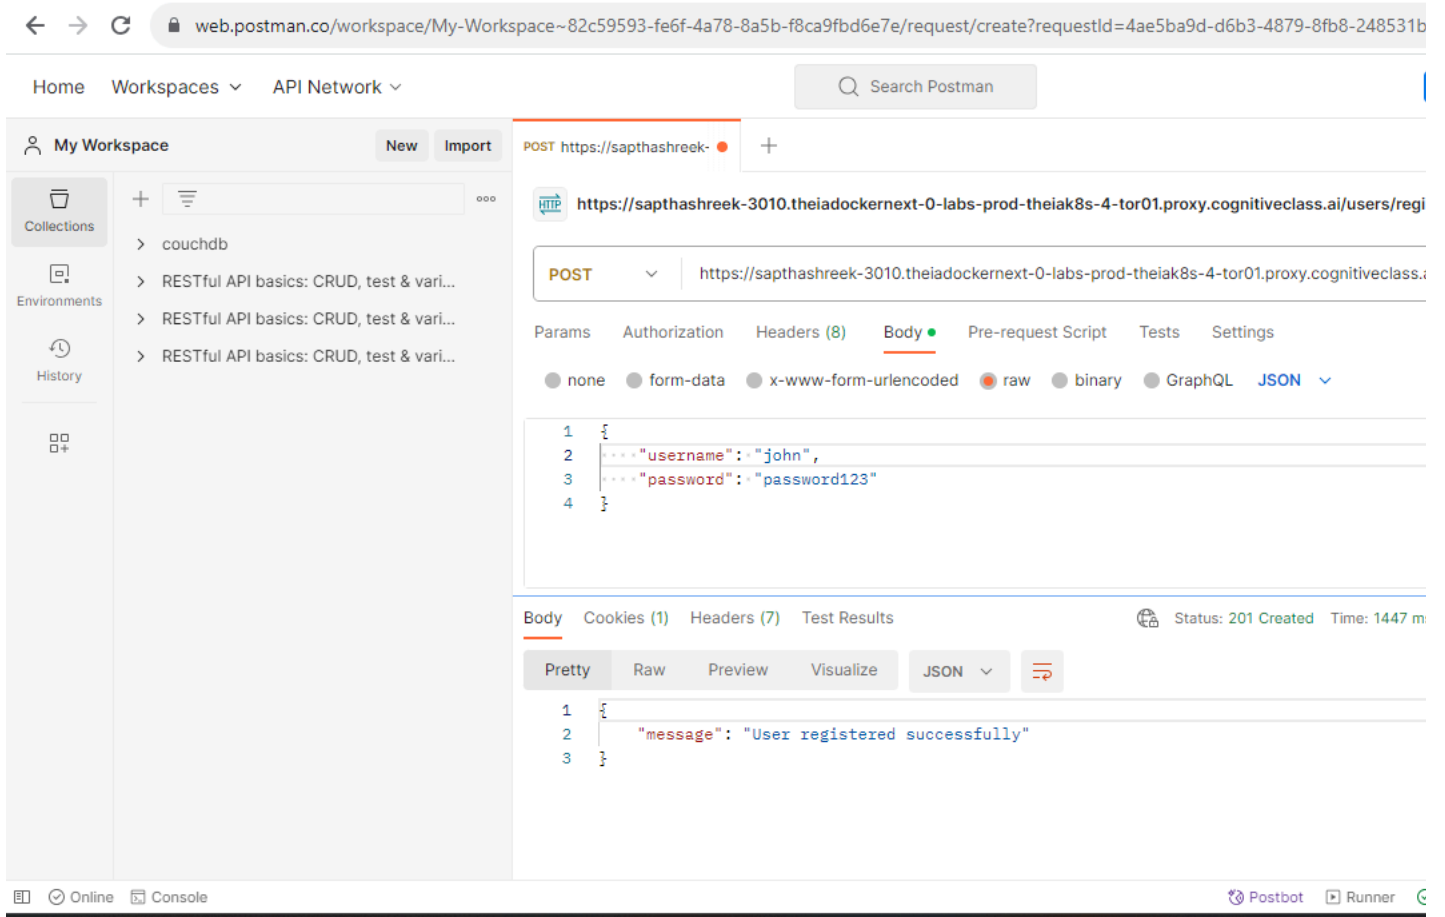 web.postman.co/workspace/My-Workspace~82c59593-fe6f-4a78-8a5b-f8ca9fbd6e7e/request/create?requestId=4ae5ba9d-d6b3-4879-8fb8-248531b
Home Workspaces API Network Search Postman
My Workspace New Import
POST https://sapthashreek-
Collections
https://sapthashreek-3010.theiadockernext-0-labs-prod-theiak8s-4-tor01.proxy.cognitiveclass.ai/users/regi
couchdb
Environments
RESTful API basics: CRUD, test & vari...
RESTful API basics: CRUD, test & vari...
RESTful API basics: CRUD, test & vari...
History
POST https://sapthashreek-3010.theiadockernext-0-labs-prod-theiak8s-4-tor01.proxy.cognitiveclass.a
Params Authorization Headers (8) Body Pre-request Script Tests Settings
none form-data x-www-form-urlencoded raw binary GraphQL JSON
1 {
2 "username": "john",
3 "password": "password123"
4 }
Body Cookies (1) Headers (7) Test Results Status: 201 Created Time: 1447 m
Pretty Raw Preview Visualize JSON
1 {
2 "message": "User registered successfully"
3 }
Online Console Postbot Runner